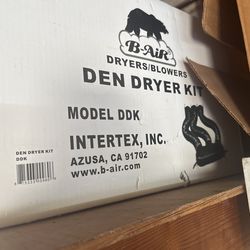 B-AIR
DRYERS/BLOWERS
DEN DRYER KIT
MODEL DDK
INTERTEX, INC.
AZUSA, CA 91702
www.b-air.com
DEN DRYER KIT
DDK